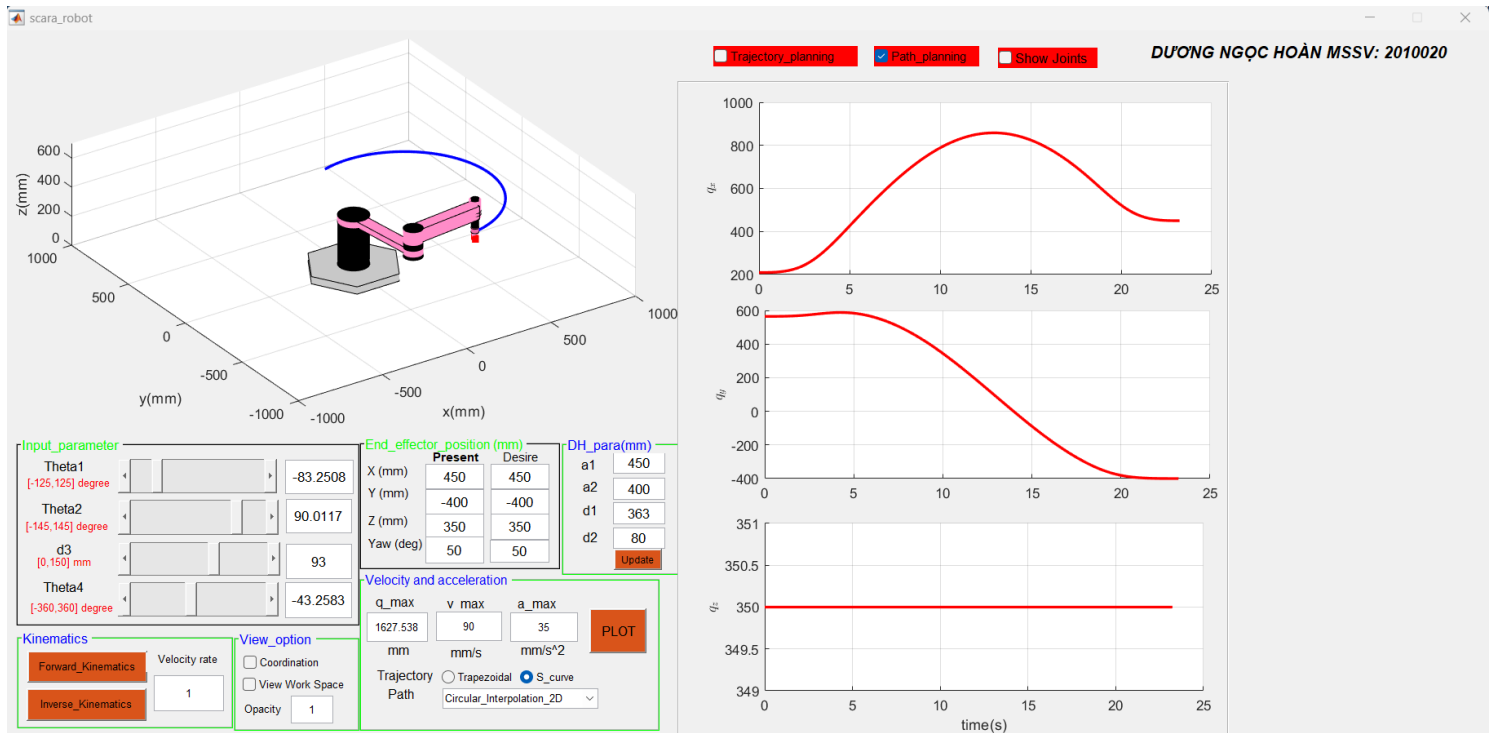 scara_robot
Trajectory_planning
Path_planning
Show Joints
DƯƠNG NGỌC HOÀN MSSV: 2010020
600
400
200
0
z(mm)
1000
500
0
-500
-1000
y(mm)
-1000
-500
0
500
1000
x(mm)
1000
800
600
400
200
qx
0 5 10 15 20 25
600
400
200
0
-200
-400
qy
0 5 10 15 20 25
351
350.5
350
349.5
349
qz
0 5 10 15 20 25
time(s)
Input_parameter
Theta1
[-125,125] degree
-83.2508
Theta2
[-145,145] degree
90.0117
d3
[0,150] mm
93
Theta4
[-360,360] degree
-43.2583
End_effector_position (mm)
Present Desire
X (mm) 450 450
Y (mm) -400 -400
Z (mm) 350 350
Yaw (deg) 50 50
DH_para(mm)
a1 450
a2 400
d1 363
d2 80
Update
Kinematics
Forward_Kinematics
Inverse_Kinematics
Velocity rate
1
View_option
Coordination
View Work Space
Opacity 1
Velocity and acceleration
q_max v_max a_max
1627.538 90 35
mm mm/s mm/s^2
PLOT
Trajectory Trapezoidal S_curve
Path Circular_Interpolation_2D